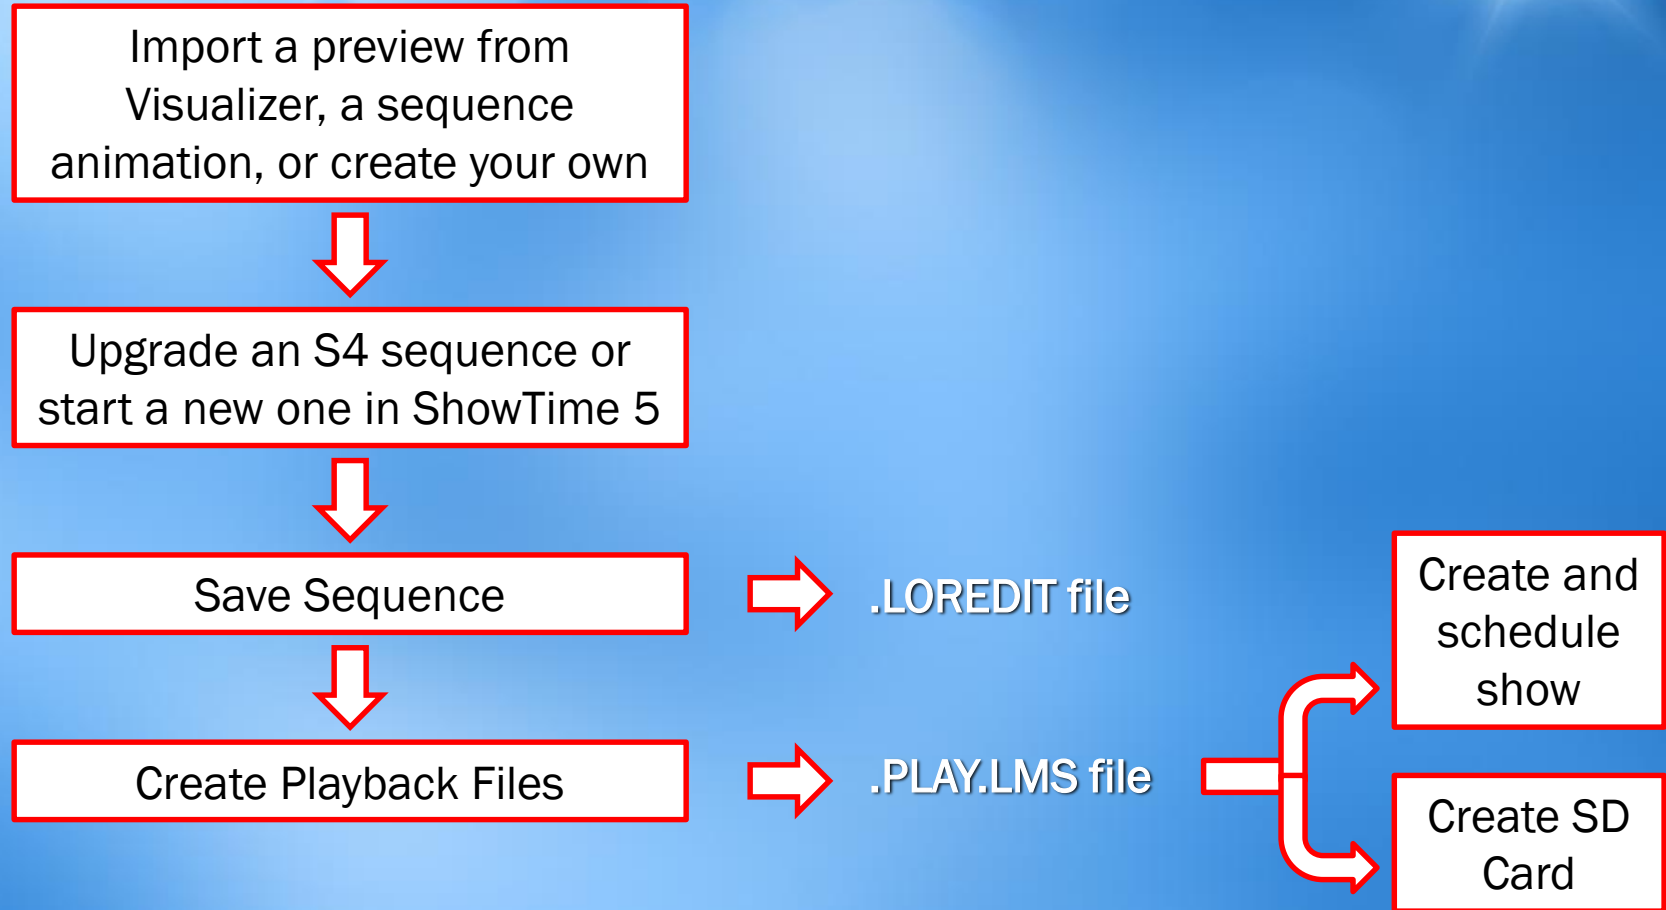 Import a preview from
Visualizer, a sequence
animation, or create your own
Upgrade an S4 sequence or
start a new one in ShowTime 5
Save Sequence
.LOREDIT file
Create Playback Files
.PLAY.LMS file
Create and
schedule
show
Create SD
Card